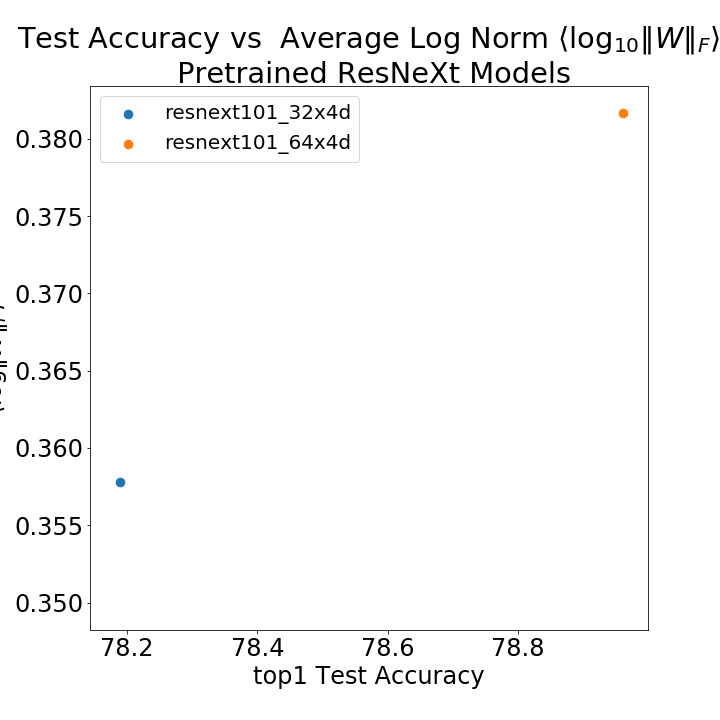 Test Accuracy vs  Average Log Norm ⟨log₁₀‖W‖_F⟩
Pretrained ResNeXt Models
resnext101_32x4d
resnext101_64x4d
0.380
0.375
0.370
0.365
0.360
0.355
0.350
78.2 78.4 78.6 78.8
top1 Test Accuracy